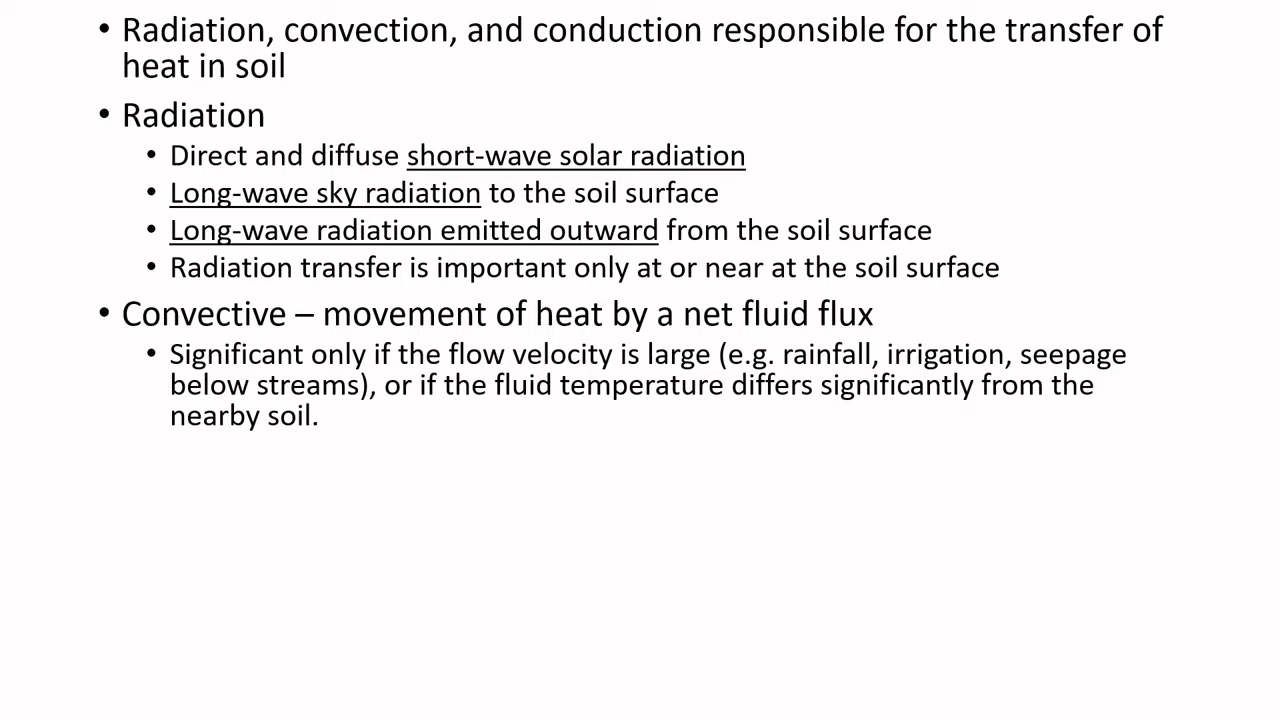 • Radiation, convection, and conduction responsible for the transfer of
heat in soil
• Radiation
• Direct and diffuse short-wave solar radiation
• Long-wave sky radiation to the soil surface
• Long-wave radiation emitted outward from the soil surface
• Radiation transfer is important only at or near at the soil surface
• Convective – movement of heat by a net fluid flux
• Significant only if the flow velocity is large (e.g. rainfall, irrigation, seepage
below streams), or if the fluid temperature differs significantly from the
nearby soil.